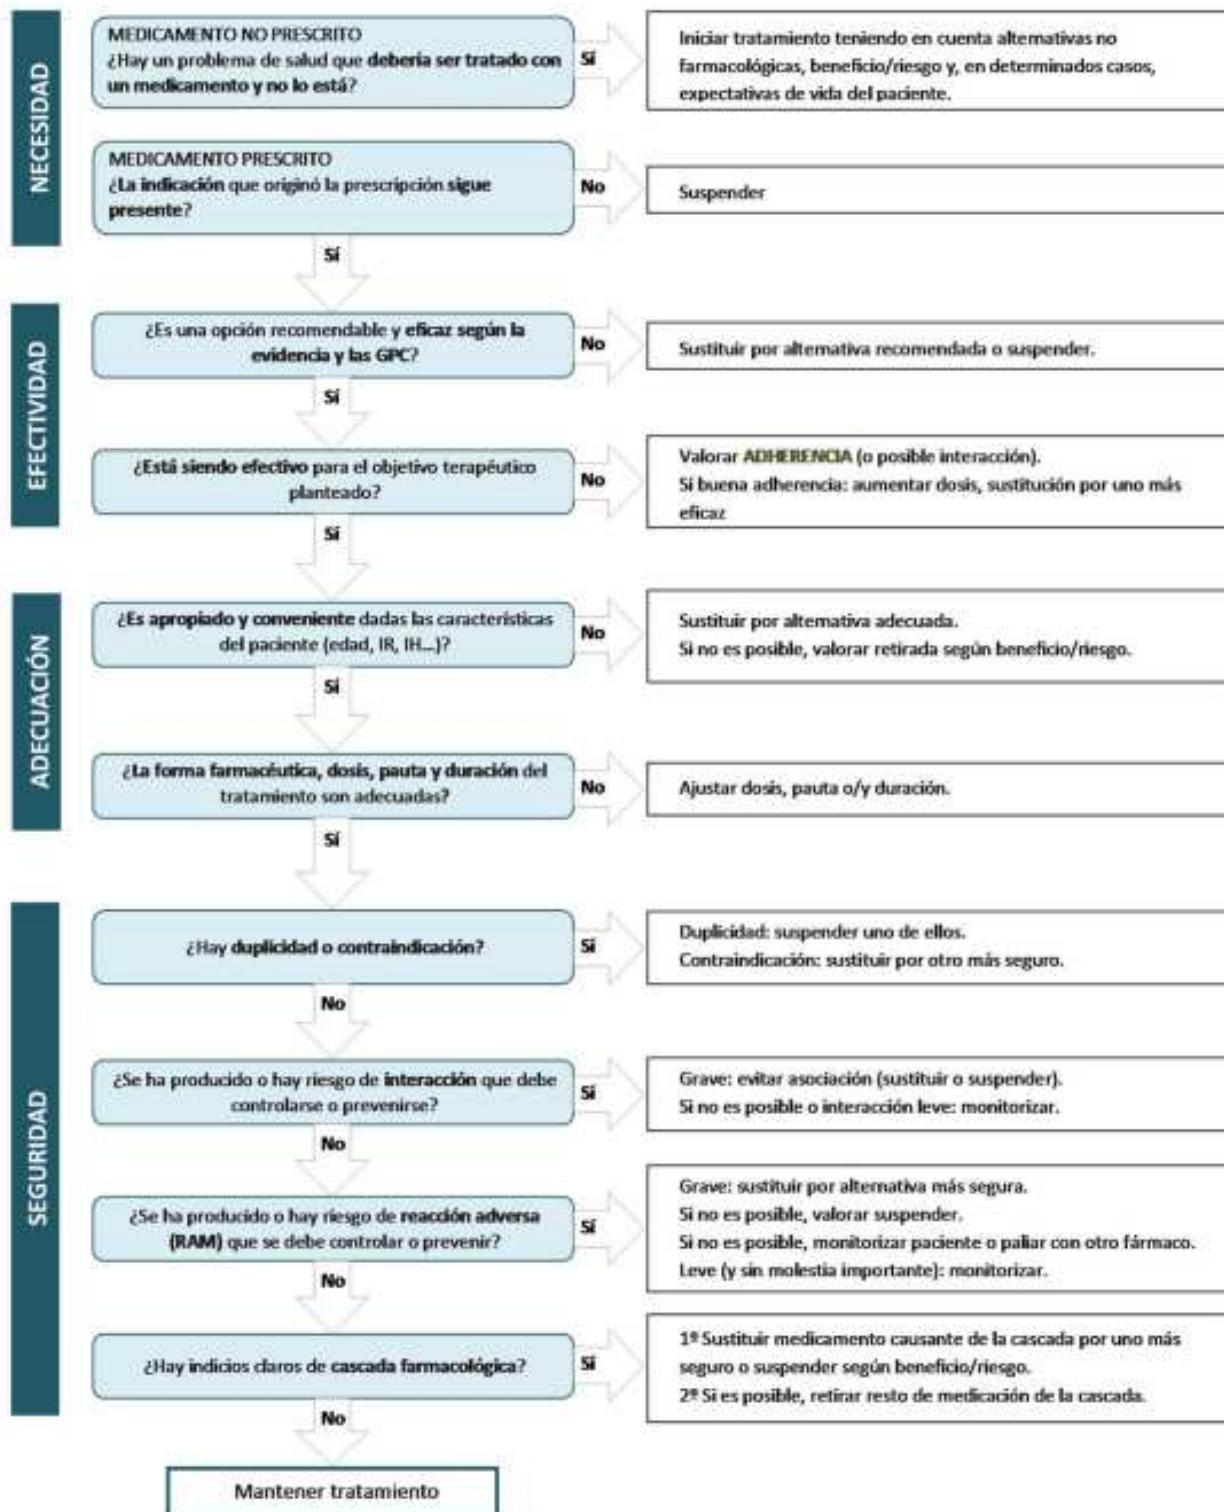 NECESIDAD
MEDICAMENTO NO PRESCRITO
¿Hay un problema de salud que debería ser tratado con
un medicamento y no lo está?
Sí
Iniciar tratamiento teniendo en cuenta alternativas no
farmacológicas, beneficio/riesgo y, en determinados casos,
expectativas de vida del paciente.
MEDICAMENTO PRESCRITO
¿La indicación que originó la prescripción sigue
presente?
No
Suspender
Sí
EFECTIVIDAD
¿Es una opción recomendable y eficaz según la
evidencia y las GPC?
No
Sustituir por alternativa recomendada o suspender.
Sí
¿Está siendo efectivo para el objetivo terapéutico
planteado?
No
Valorar ADHERENCIA (o posible interacción).
Si buena adherencia: aumentar dosis, sustitución por uno más
eficaz
Sí
ADECUACIÓN
¿Es apropiado y conveniente dadas las características
del paciente (edad, IR, IH...)?
No
Sustituir por alternativa adecuada.
Si no es posible, valorar retirada según beneficio/riesgo.
Sí
¿La forma farmacéutica, dosis, pauta y duración del
tratamiento son adecuadas?
No
Ajustar dosis, pauta o/y duración.
Sí
SEGURIDAD
¿Hay duplicidad o contraindicación?
Sí
Duplicidad: suspender uno de ellos.
Contraindicación: sustituir por otro más seguro.
No
¿Se ha producido o hay riesgo de interacción que debe
controlarse o prevenirse?
Sí
Grave: evitar asociación (sustituir o suspender).
Si no es posible o interacción leve: monitorizar.
No
¿Se ha producido o hay riesgo de reacción adversa
(RAM) que se debe controlar o prevenir?
Sí
Grave: sustituir por alternativa más segura.
Si no es posible, valorar suspender.
Si no es posible, monitorizar paciente o paliar con otro fármaco.
Leve (y sin molestia importante): monitorizar.
No
¿Hay indicios claros de cascada farmacológica?
Sí
1º Sustituir medicamento causante de la cascada por uno más
seguro o suspender según beneficio/riesgo.
2º Si es posible, retirar resto de medicación de la cascada.
No
Mantener tratamiento